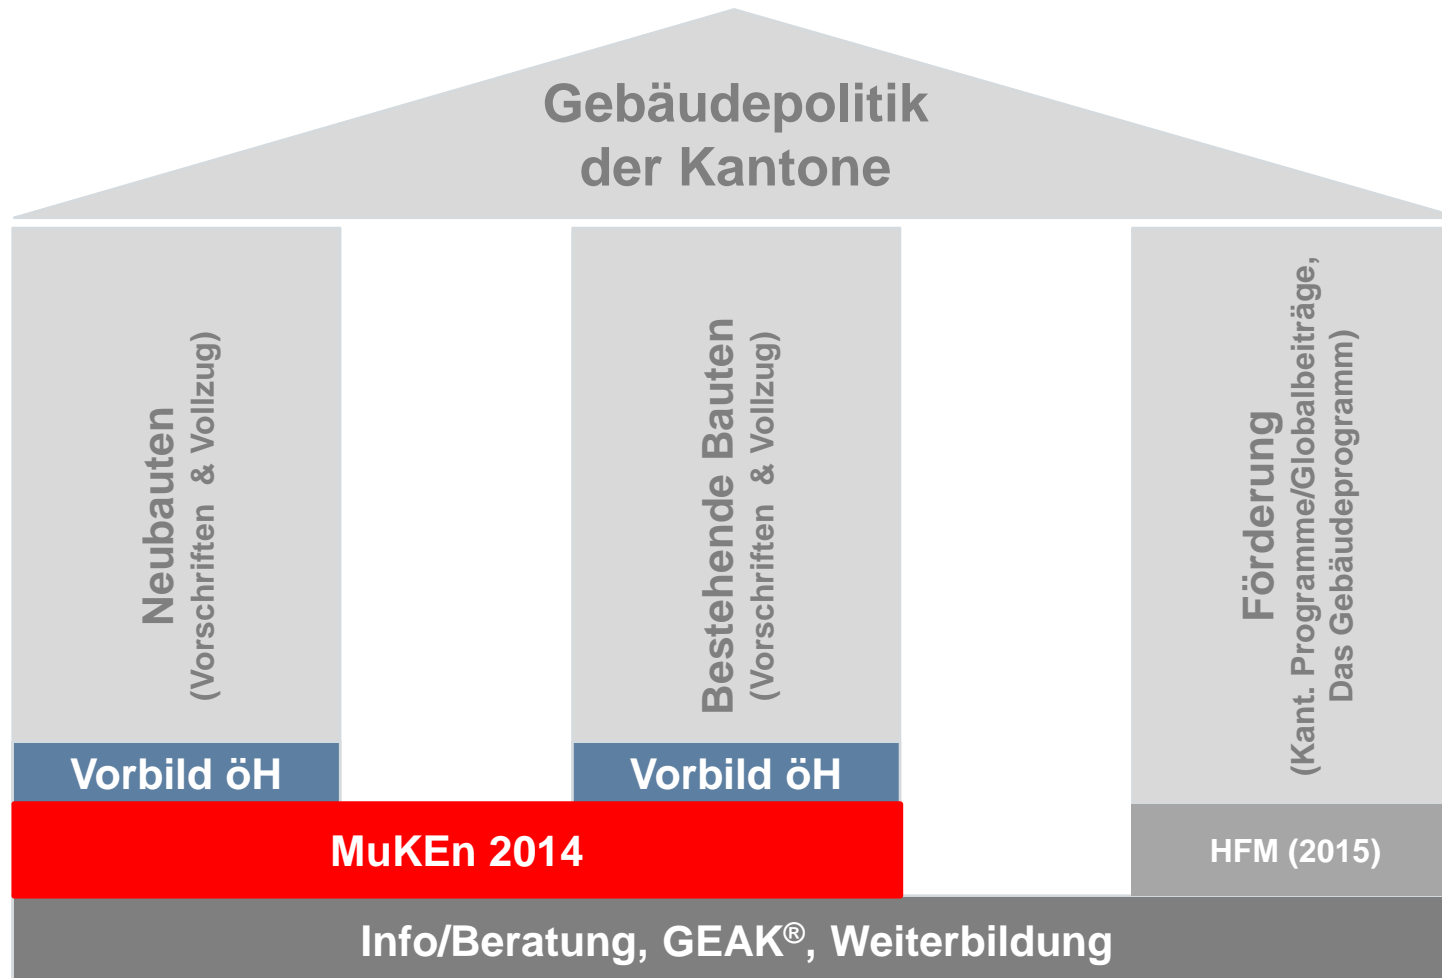 Gebäudepolitik
der Kantone
Neubauten
(Vorschriften & Vollzug)
Bestehende Bauten
(Vorschriften & Vollzug)
Förderung
(Kant. Programme/Globalbeiträge,
Das Gebäudeprogramm)
Vorbild öH
Vorbild öH
MuKEn 2014
HFM (2015)
Info/Beratung, GEAK®, Weiterbildung